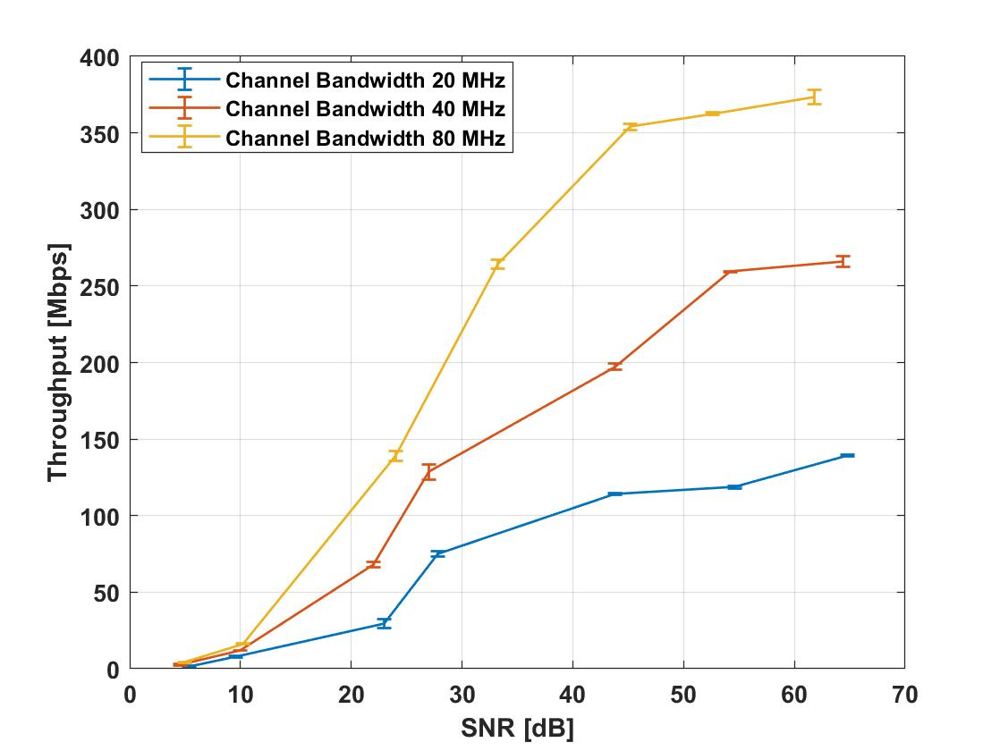 Channel Bandwidth 20 MHz
Channel Bandwidth 40 MHz
Channel Bandwidth 80 MHz
Throughput [Mbps]
400
350
300
250
200
150
100
50
0
0 10 20 30 40 50 60 70
SNR [dB]